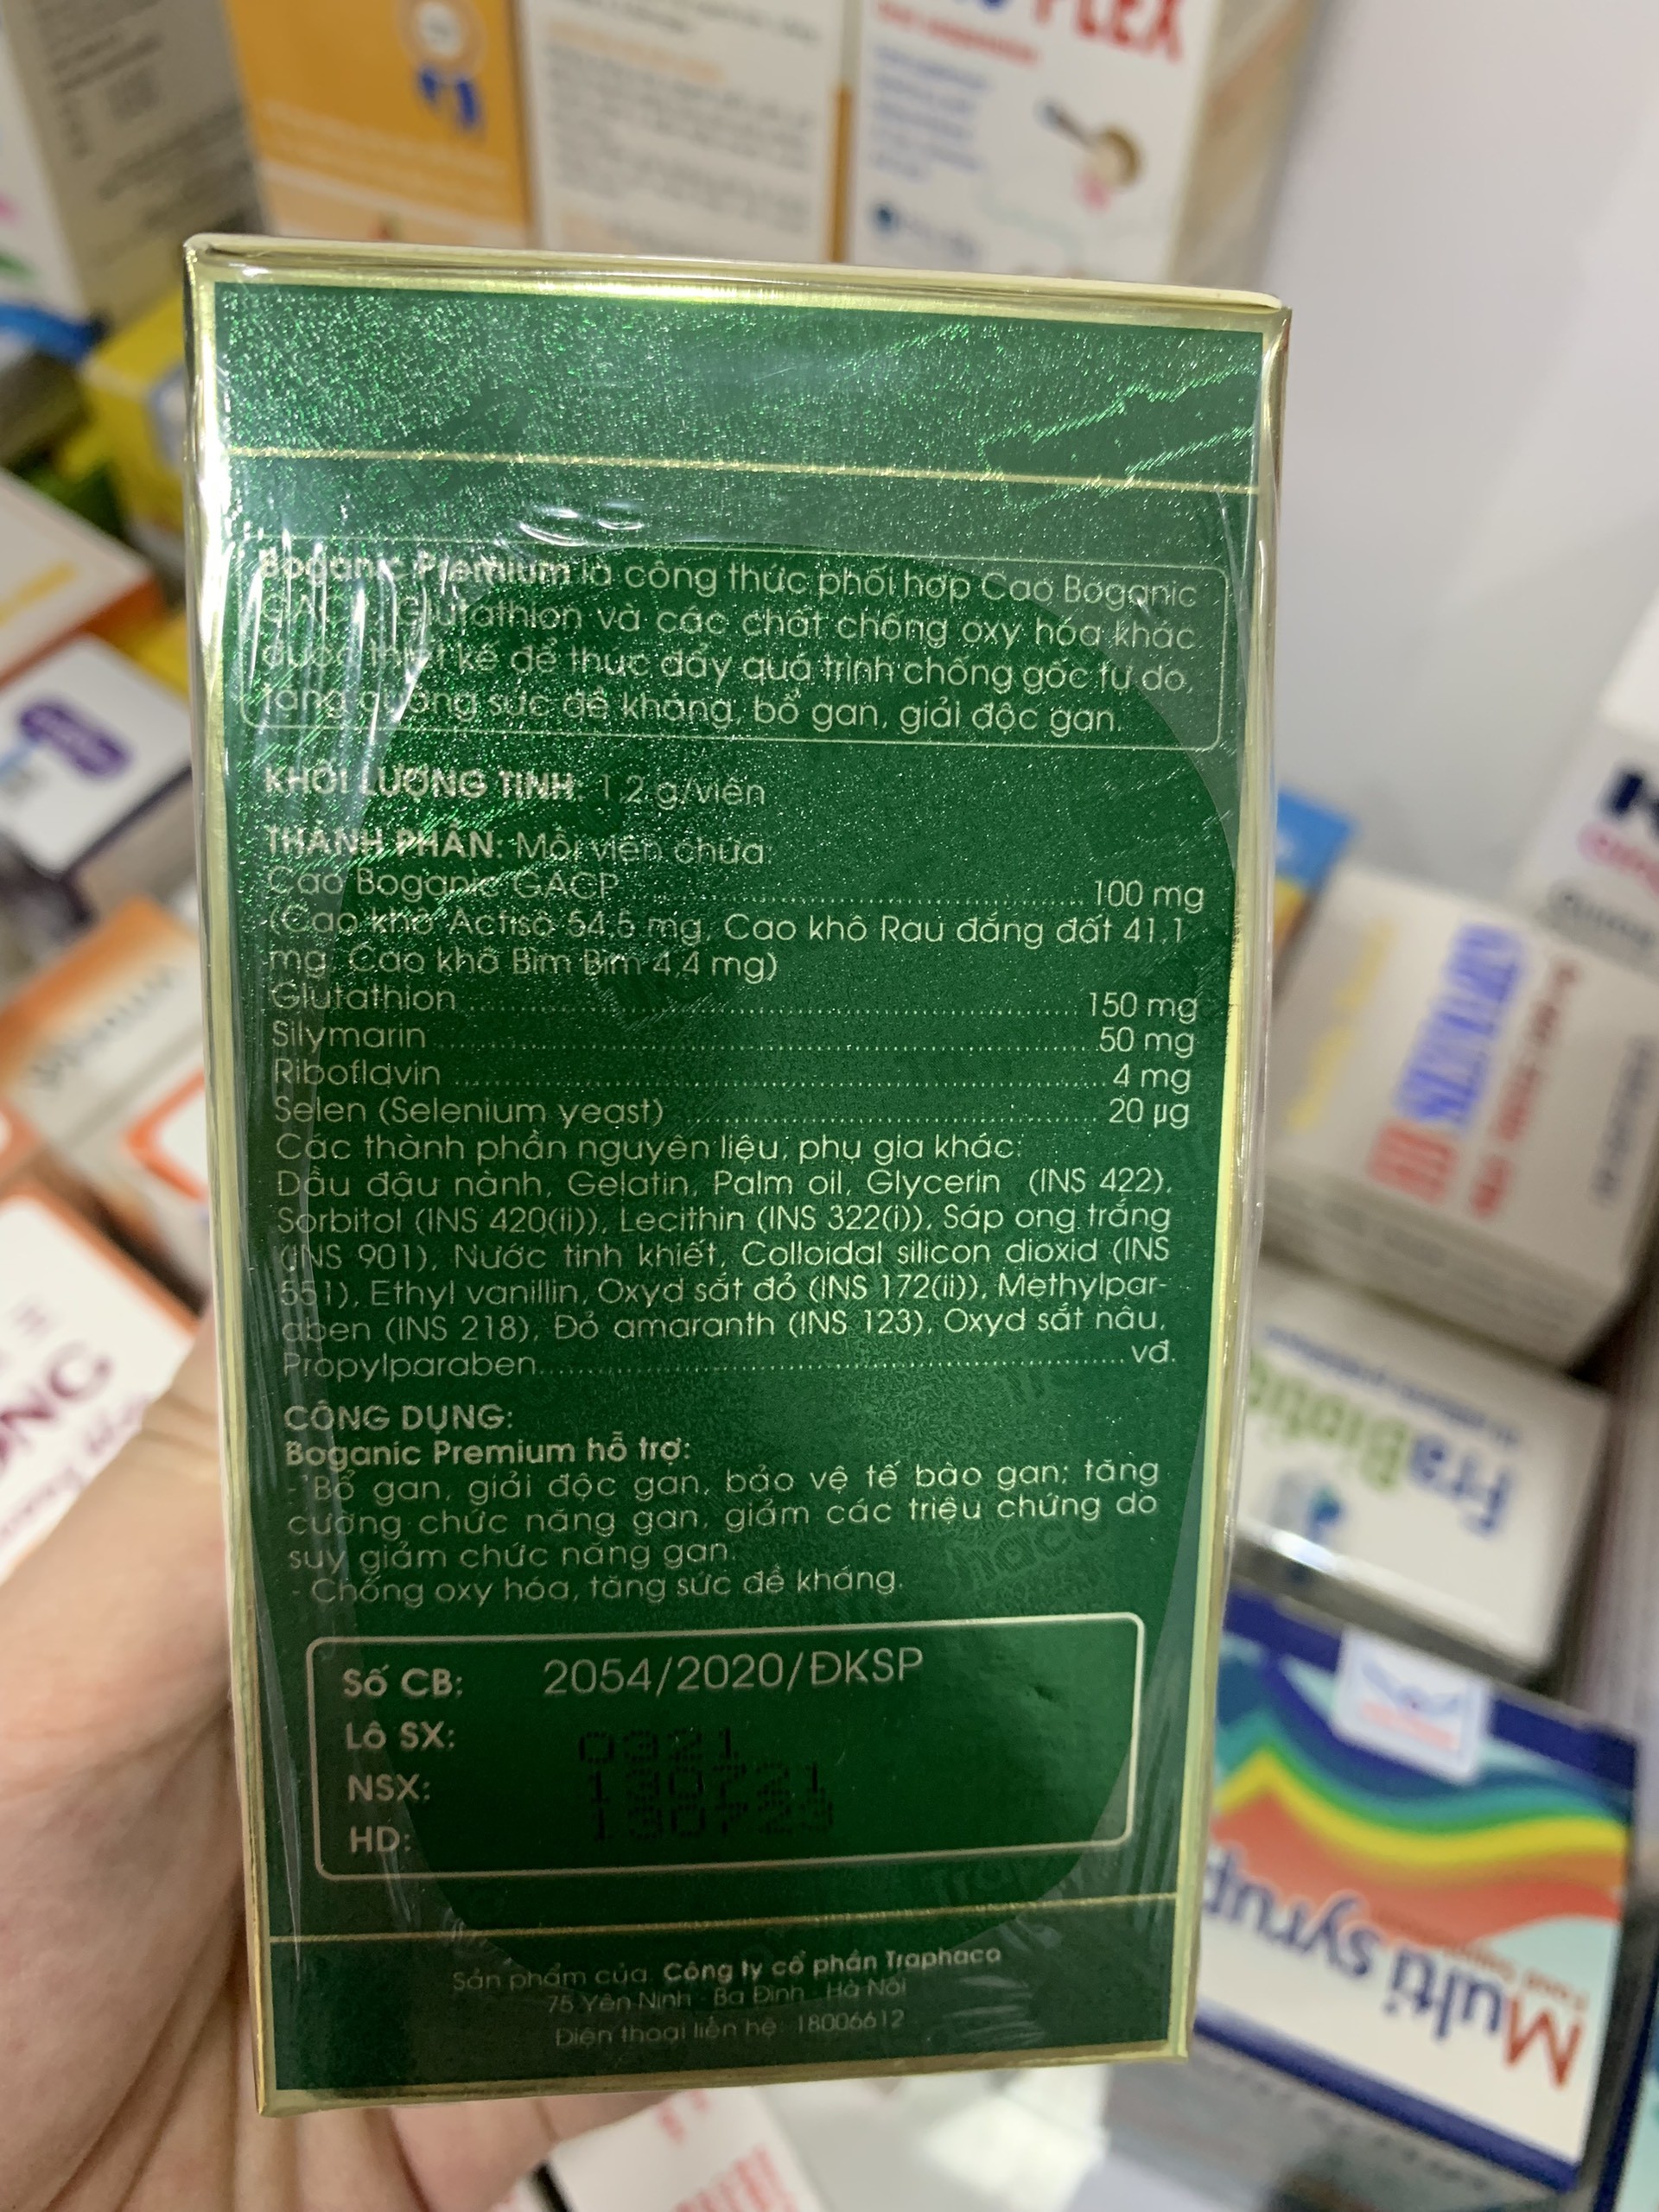 PLEX
Boganic Premium là công thức phối hợp Cao Boganic
GACP, Glutathion và các chất chống oxy hóa khác
được thiết kế để thúc đẩy quá trình chống gốc tự do,
tăng cường sức đề kháng, bổ gan, giải độc gan.
KHỐI LƯỢNG TỊNH: 1,2 g/viên
THÀNH PHẦN: Mỗi viên chứa:
Cao Boganic GACP ........ 100 mg
(Cao khô Actisô 54,5 mg, Cao khô Rau đắng đất 41,1
mg, Cao khô Bìm Bìm 4,4 mg)
Glutathion ........ 150 mg
Silymarin ........ 50 mg
Riboflavin ........ 4 mg
Selen (Selenium yeast) ........ 20 µg
Các thành phần nguyên liệu, phụ gia khác:
Dầu đậu nành, Gelatin, Palm oil, Glycerin (INS 422),
Sorbitol (INS 420(ii)), Lecithin (INS 322(i)), Sáp ong trắng
(INS 901), Nước tinh khiết, Colloidal silicon dioxid (INS
551), Ethyl vanillin, Oxyd sắt đỏ (INS 172(ii)), Methylpar-
aben (INS 218), Đỏ amaranth (INS 123), Oxyd sắt nâu,
Propylparaben ........ vđ.
CÔNG DỤNG:
Boganic Premium hỗ trợ:
- Bổ gan, giải độc gan, bảo vệ tế bào gan; tăng
cường chức năng gan, giảm các triệu chứng do
suy giảm chức năng gan.
- Chống oxy hóa, tăng sức đề kháng.
Số CB: 2054/2020/ĐKSP
Lô SX: 0321
NSX: 130721
HD: 130723
Sản phẩm của Công ty cổ phần Traphaco
75 Yên Ninh - Ba Đình - Hà Nội
Điện thoại liên hệ: 18006612
FraBiotic
Multi syrup